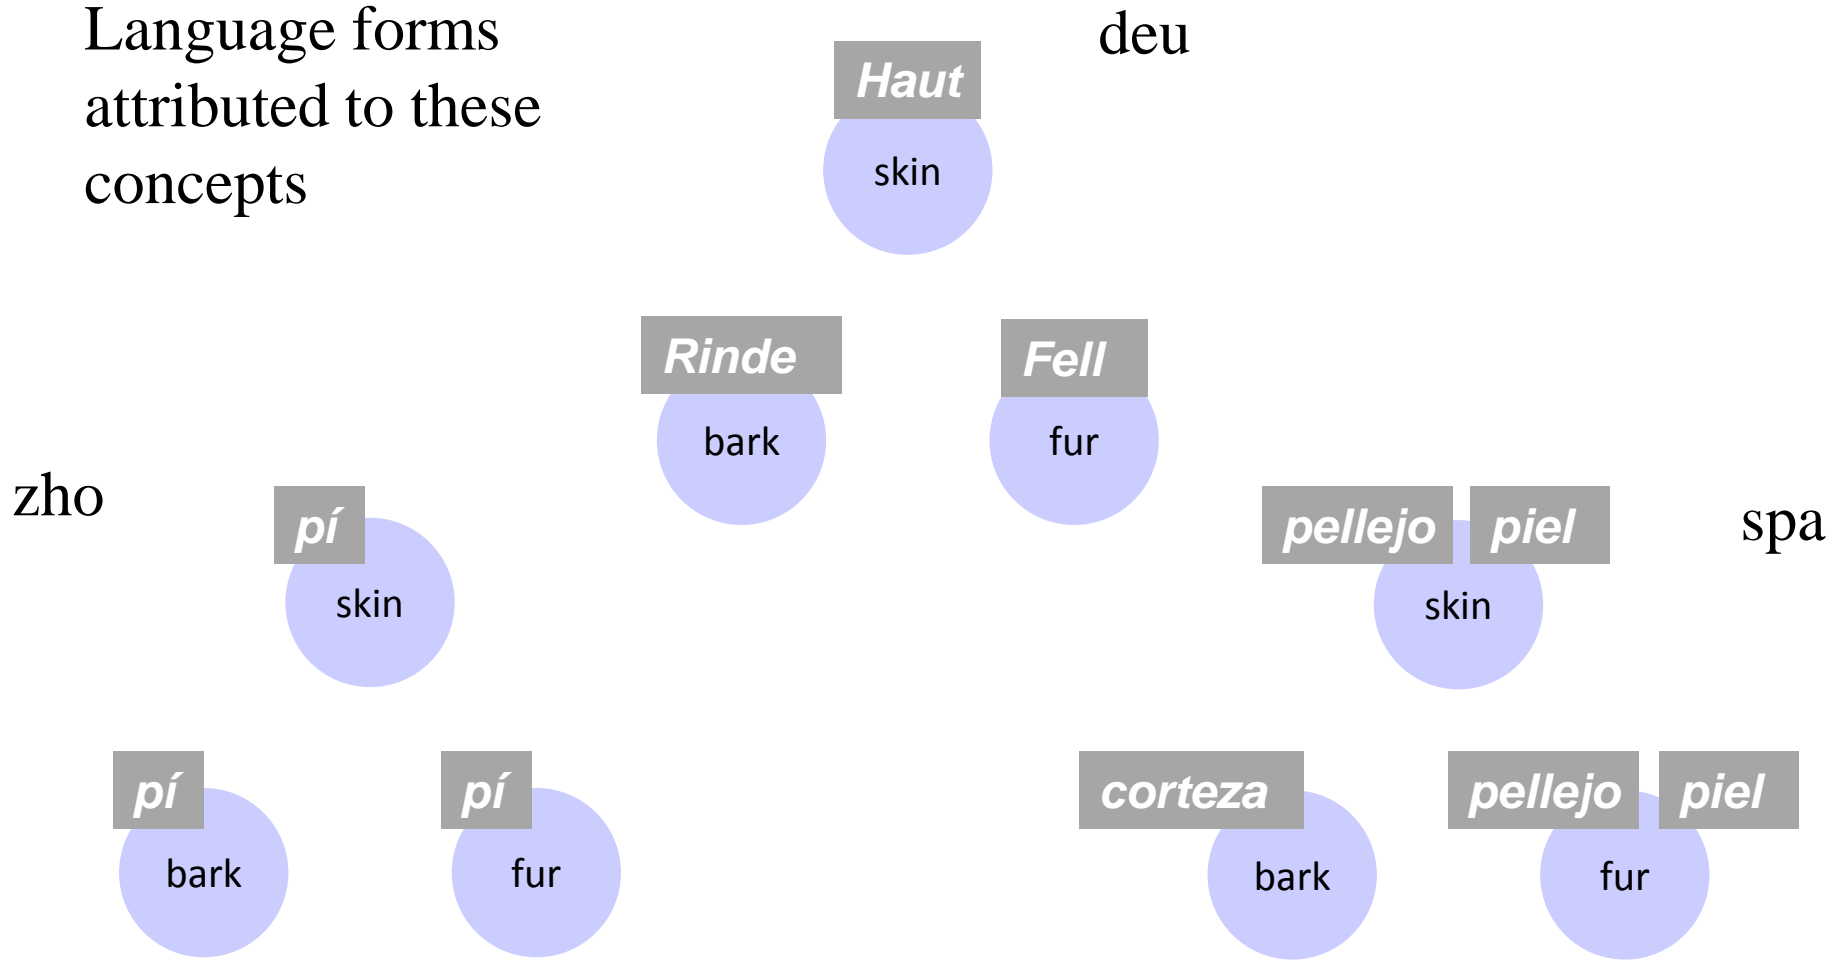 Language forms
attributed to these
concepts
deu
Haut
skin
Rinde
Fell
bark
fur
zho
pí
skin
pí
pí
bark
fur
spa
pellejo piel
skin
corteza
pellejo piel
bark
fur